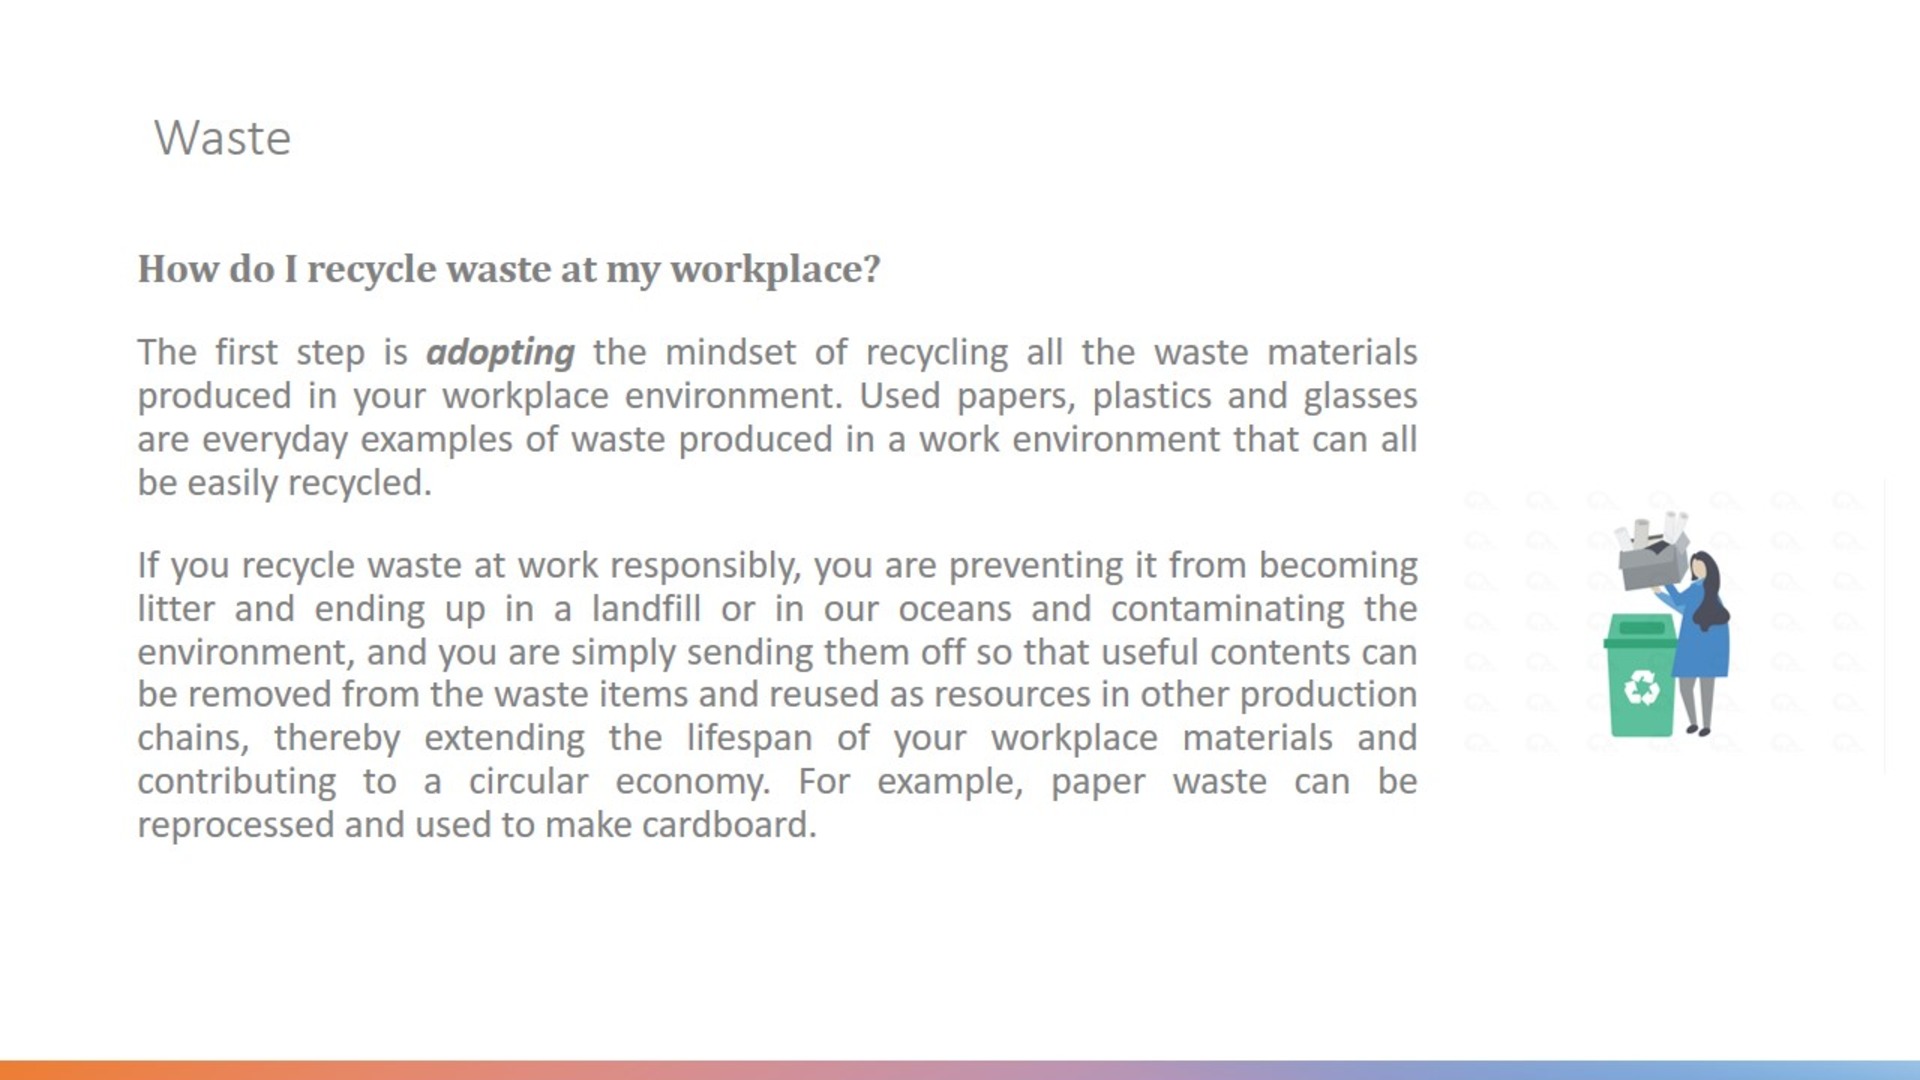 Waste
How do I recycle waste at my workplace?
The first step is adopting the mindset of recycling all the waste materials
produced in your workplace environment. Used papers, plastics and glasses
are everyday examples of waste produced in a work environment that can all
be easily recycled.
If you recycle waste at work responsibly, you are preventing it from becoming
litter and ending up in a landfill or in our oceans and contaminating the
environment, and you are simply sending them off so that useful contents can
be removed from the waste items and reused as resources in other production
chains, thereby extending the lifespan of your workplace materials and
contributing to a circular economy. For example, paper waste can be
reprocessed and used to make cardboard.